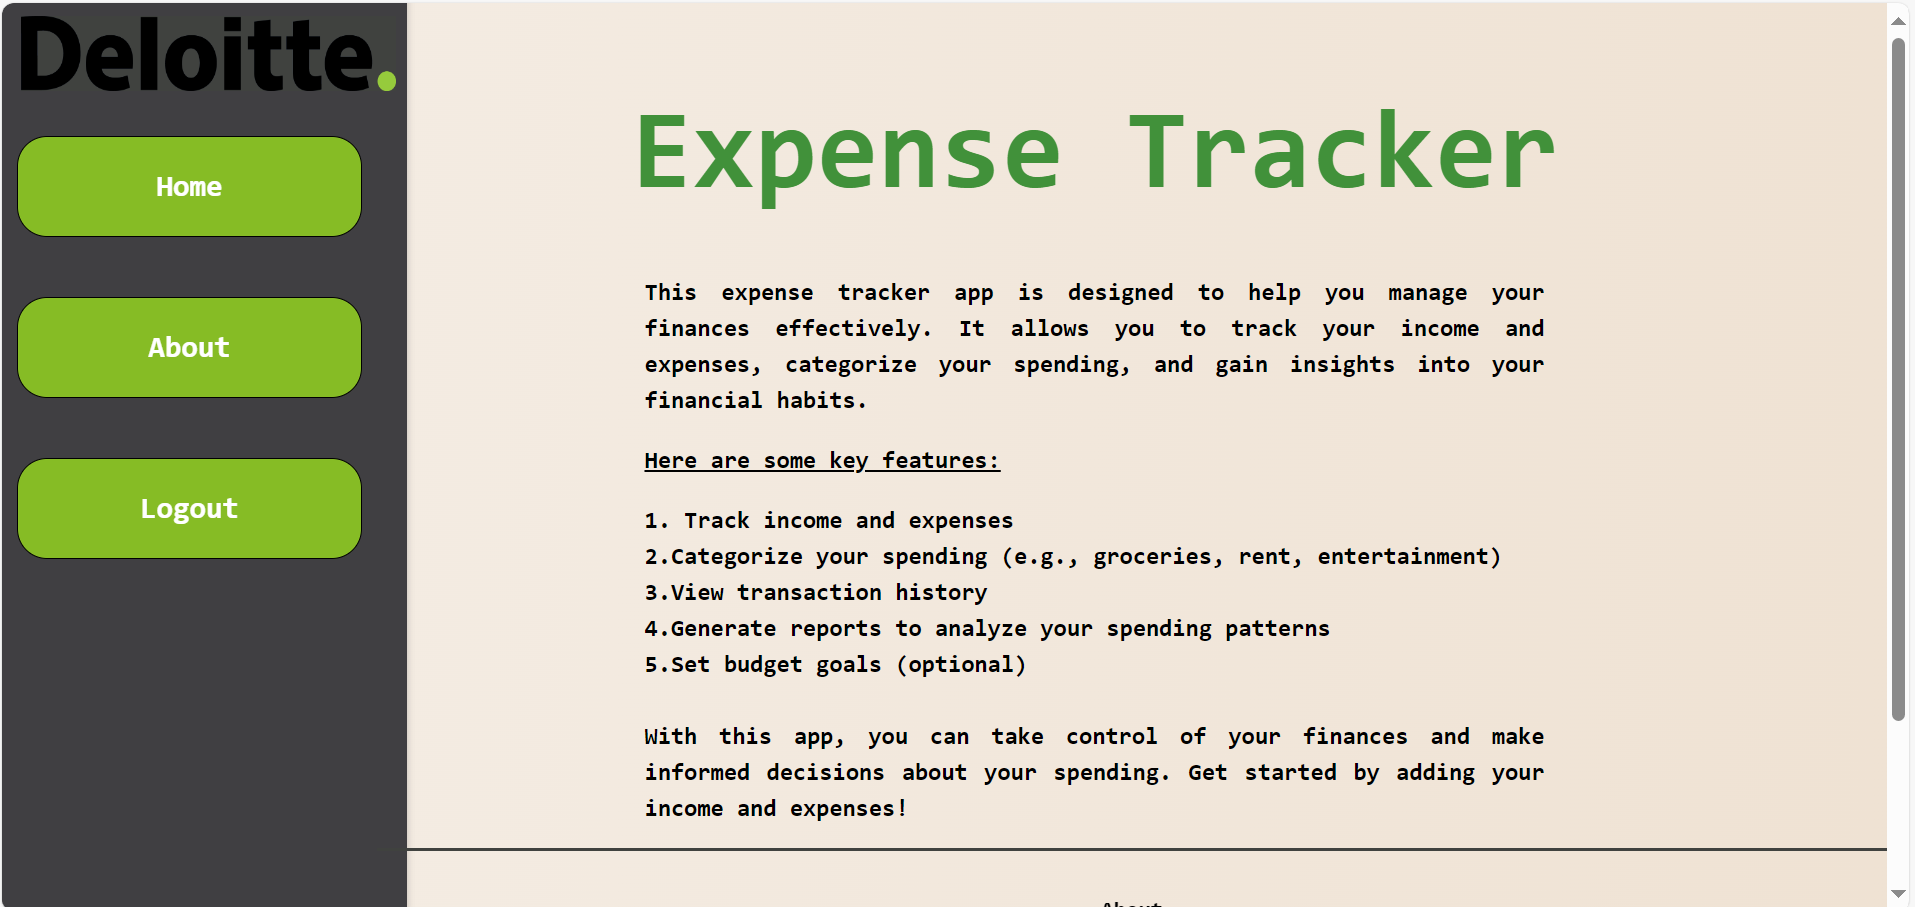 Deloitte.
Home
About
Logout
Expense Tracker
This expense tracker app is designed to help you manage your
finances effectively. It allows you to track your income and
expenses, categorize your spending, and gain insights into your
financial habits.
Here are some key features:
1. Track income and expenses
2.Categorize your spending (e.g., groceries, rent, entertainment)
3.View transaction history
4.Generate reports to analyze your spending patterns
5.Set budget goals (optional)
With this app, you can take control of your finances and make
informed decisions about your spending. Get started by adding your
income and expenses!
About